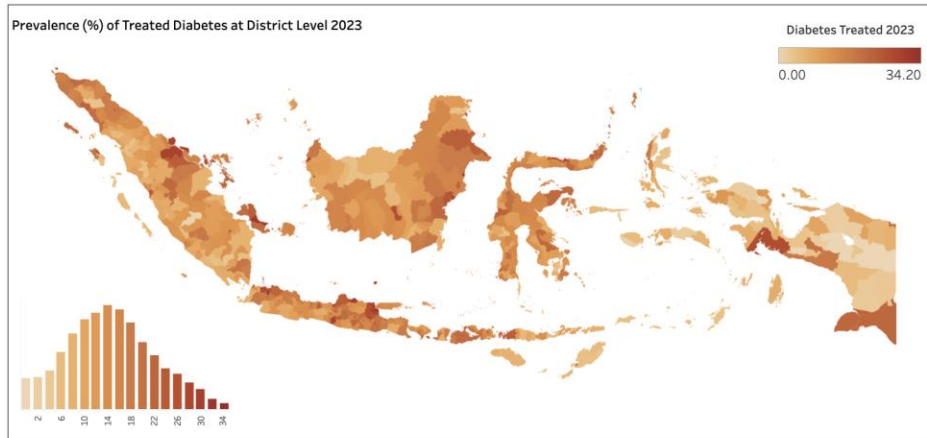 Prevalence (%) of Treated Diabetes at District Level 2023
Diabetes Treated 2023
0.00 34.20
2 6 10 14 18 22 26 30 34